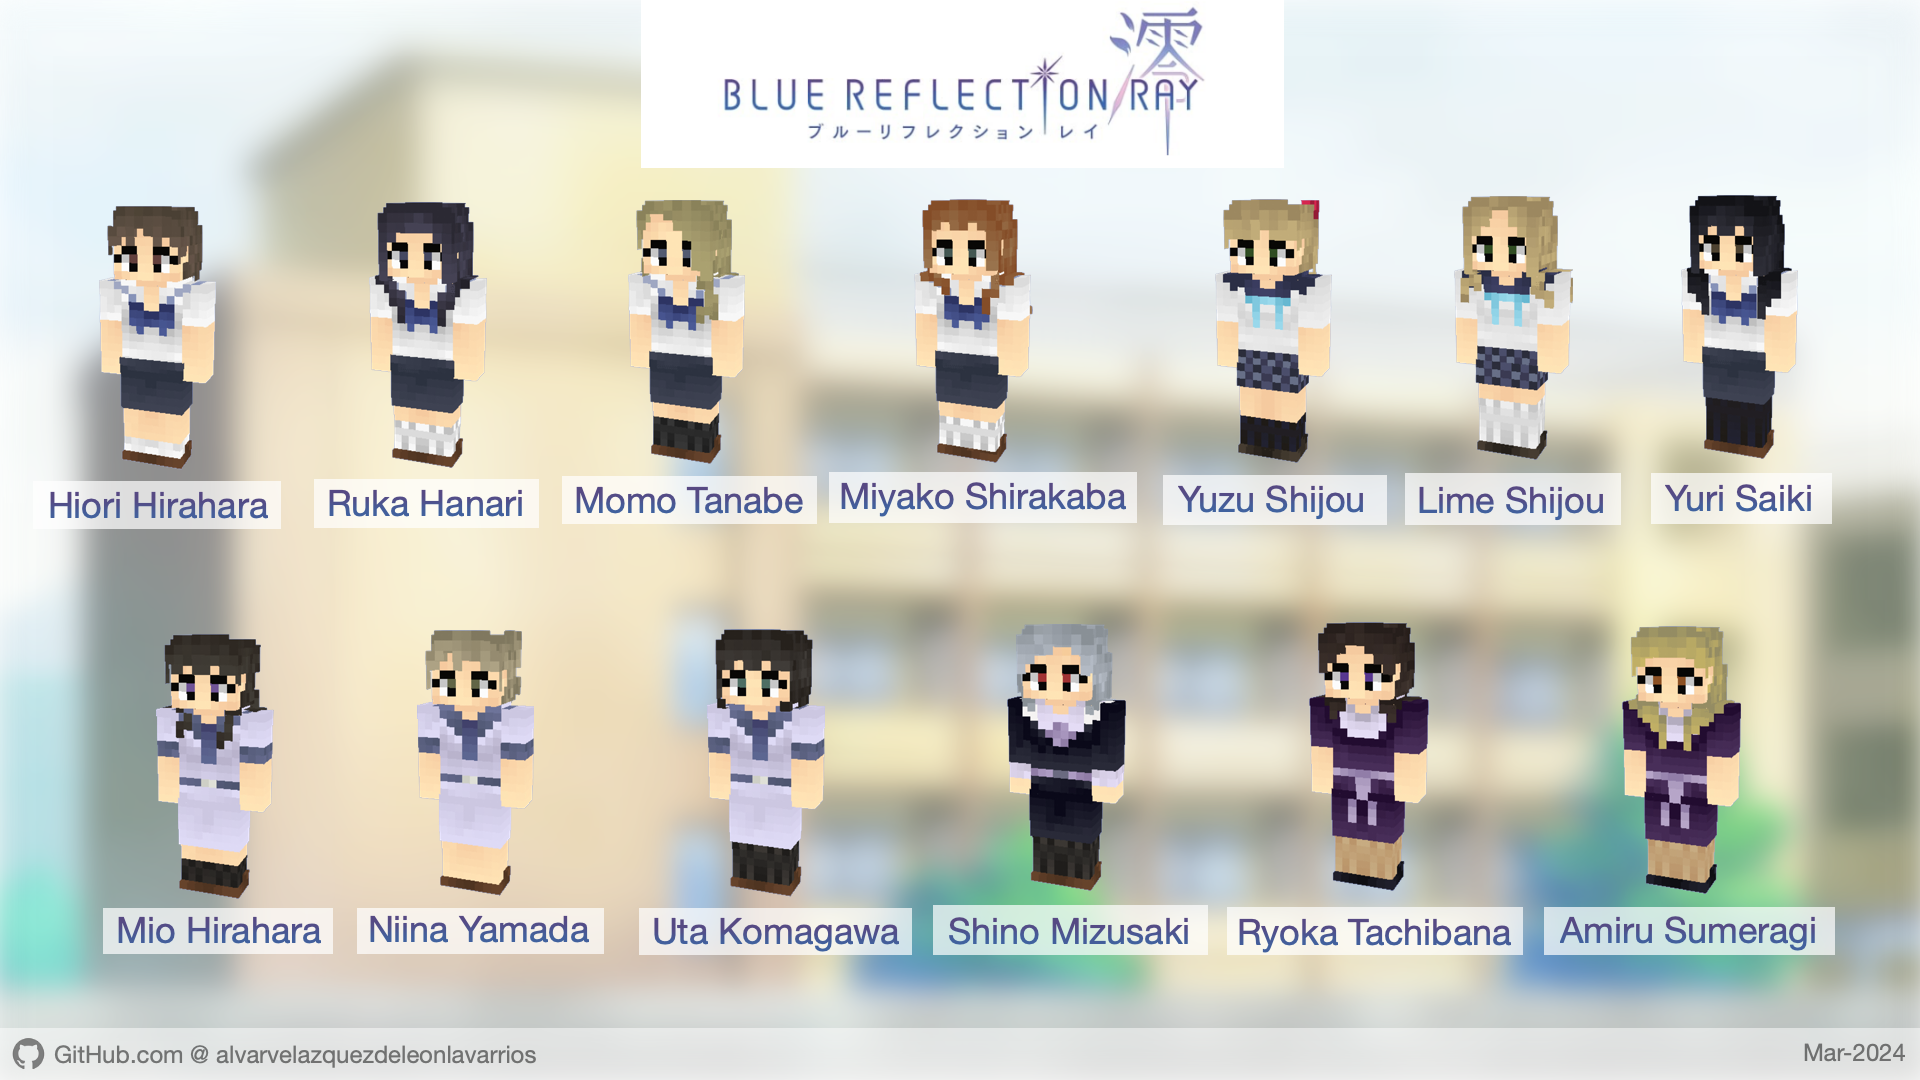 澪
BLUE REFLECTION RAY
ブルーリフレクション レイ
Hiori Hirahara
Ruka Hanari
Momo Tanabe
Miyako Shirakaba
Yuzu Shijou
Lime Shijou
Yuri Saiki
Mio Hirahara
Niina Yamada
Uta Komagawa
Shino Mizusaki
Ryoka Tachibana
Amiru Sumeragi
GitHub.com @ alvarvelazquezdeleonlavarrios
Mar-2024